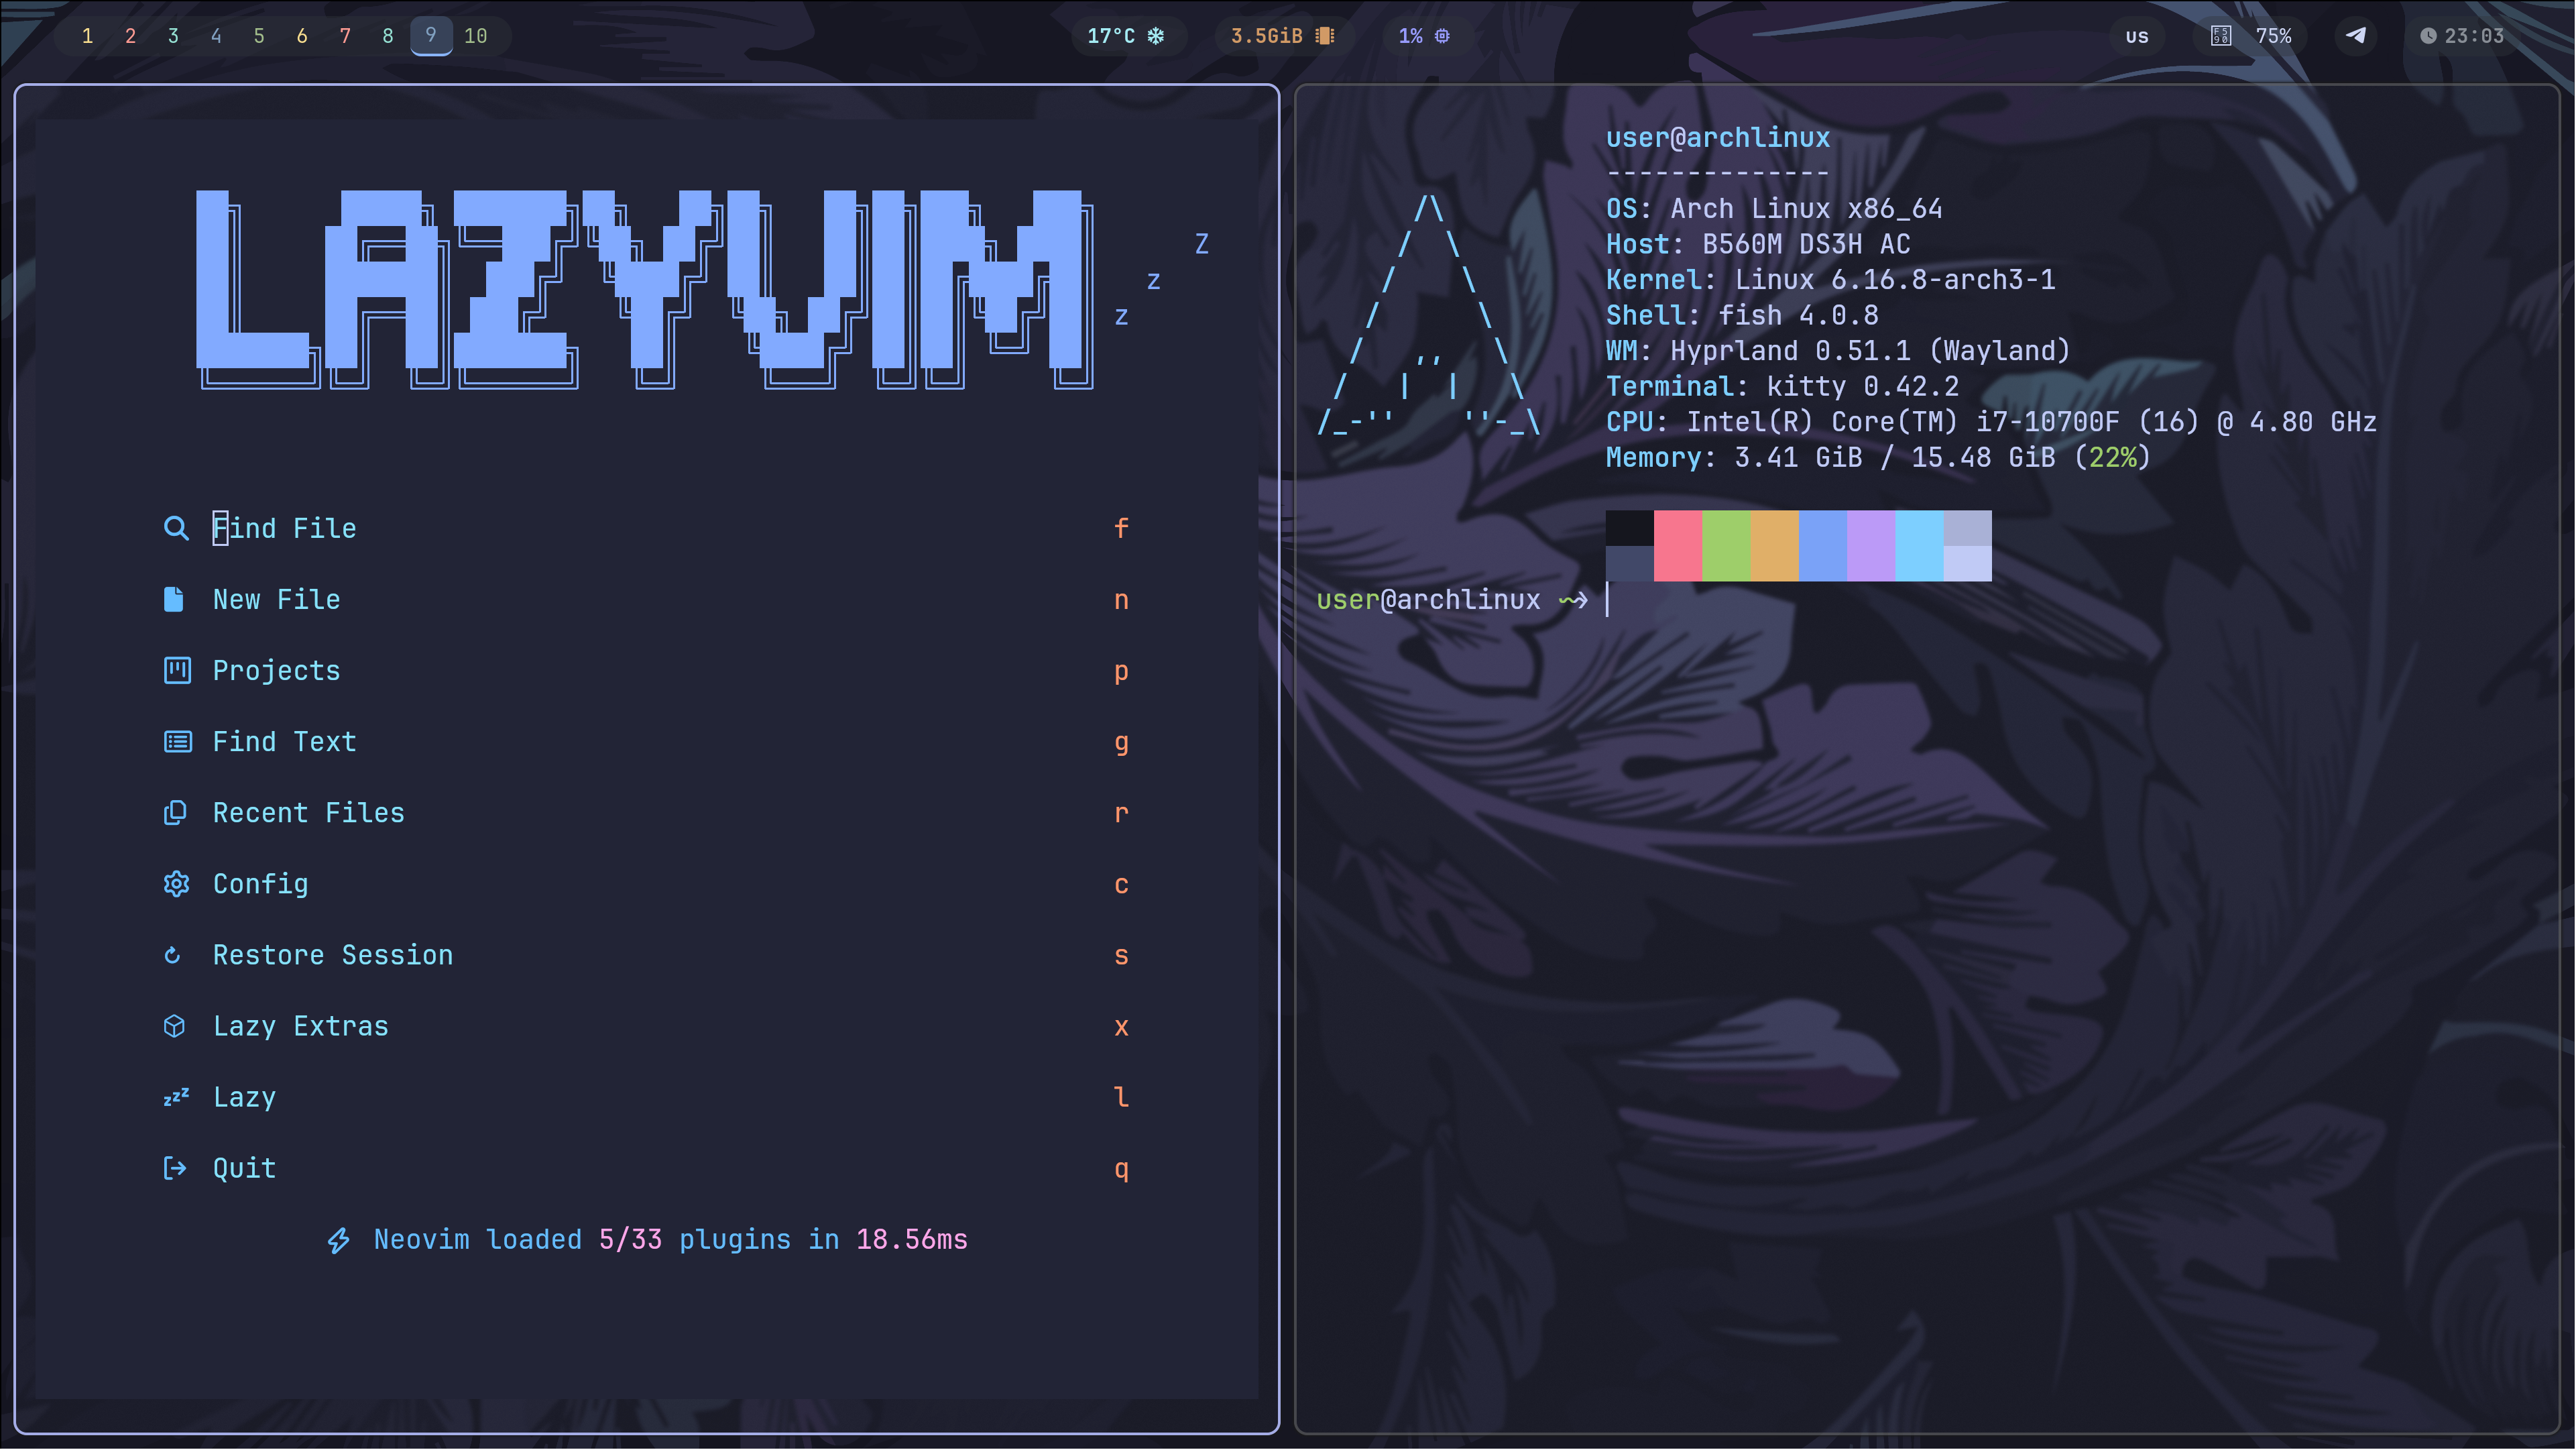 1 2 3 4 5 6 7 8 9 10
17°C
3.5GiB
1%
us
75%
23:03
LAZYVIM
Z
z
z
Find File f
New File n
Projects p
Find Text g
Recent Files r
Config c
Restore Session s
Lazy Extras x
Lazy l
Quit q
Neovim loaded 5/33 plugins in 18.56ms
user@archlinux
--------------
OS: Arch Linux x86_64
Host: B560M DS3H AC
Kernel: Linux 6.16.8-arch3-1
Shell: fish 4.0.8
WM: Hyprland 0.51.1 (Wayland)
Terminal: kitty 0.42.2
CPU: Intel(R) Core(TM) i7-10700F (16) @ 4.80 GHz
Memory: 3.41 GiB / 15.48 GiB (22%)
user@archlinux ~>